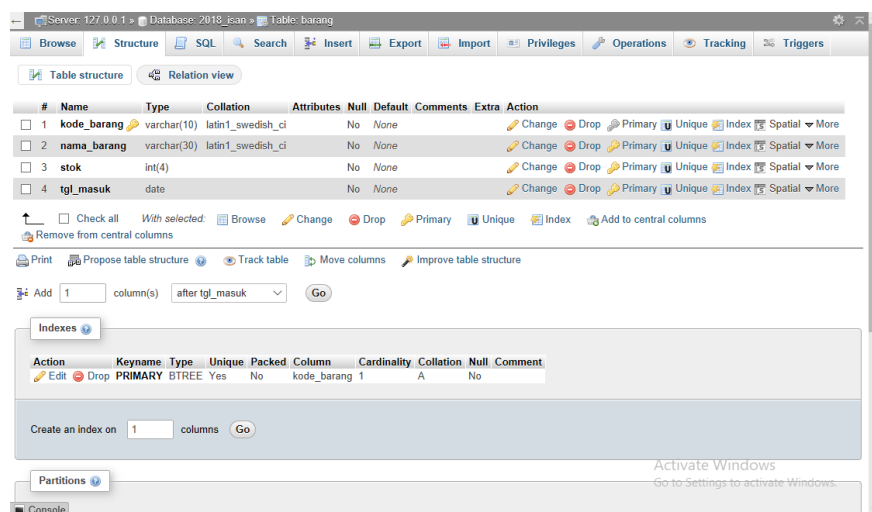 Server: 127.0.0.1 » Database: 2018_isan » Table: barang
Browse Structure SQL Search Insert Export Import Privileges Operations Tracking Triggers
Table structure Relation view
# Name Type Collation Attributes Null Default Comments Extra Action
1 kode_barang varchar(10) latin1_swedish_ci No None Change Drop Primary Unique Index Spatial More
2 nama_barang varchar(30) latin1_swedish_ci No None Change Drop Primary Unique Index Spatial More
3 stok int(4) No None Change Drop Primary Unique Index Spatial More
4 tgl_masuk date No None Change Drop Primary Unique Index Spatial More
Check all With selected: Browse Change Drop Primary Unique Index Add to central columns
Remove from central columns
Print Propose table structure Track table Move columns Improve table structure
Add 1 column(s) after tgl_masuk Go
Indexes
Action Keyname Type Unique Packed Column Cardinality Collation Null Comment
Edit Drop PRIMARY BTREE Yes No kode_barang 1 A No
Create an index on 1 columns Go
Activate Windows
Go to Settings to activate Windows.
Partitions
Console